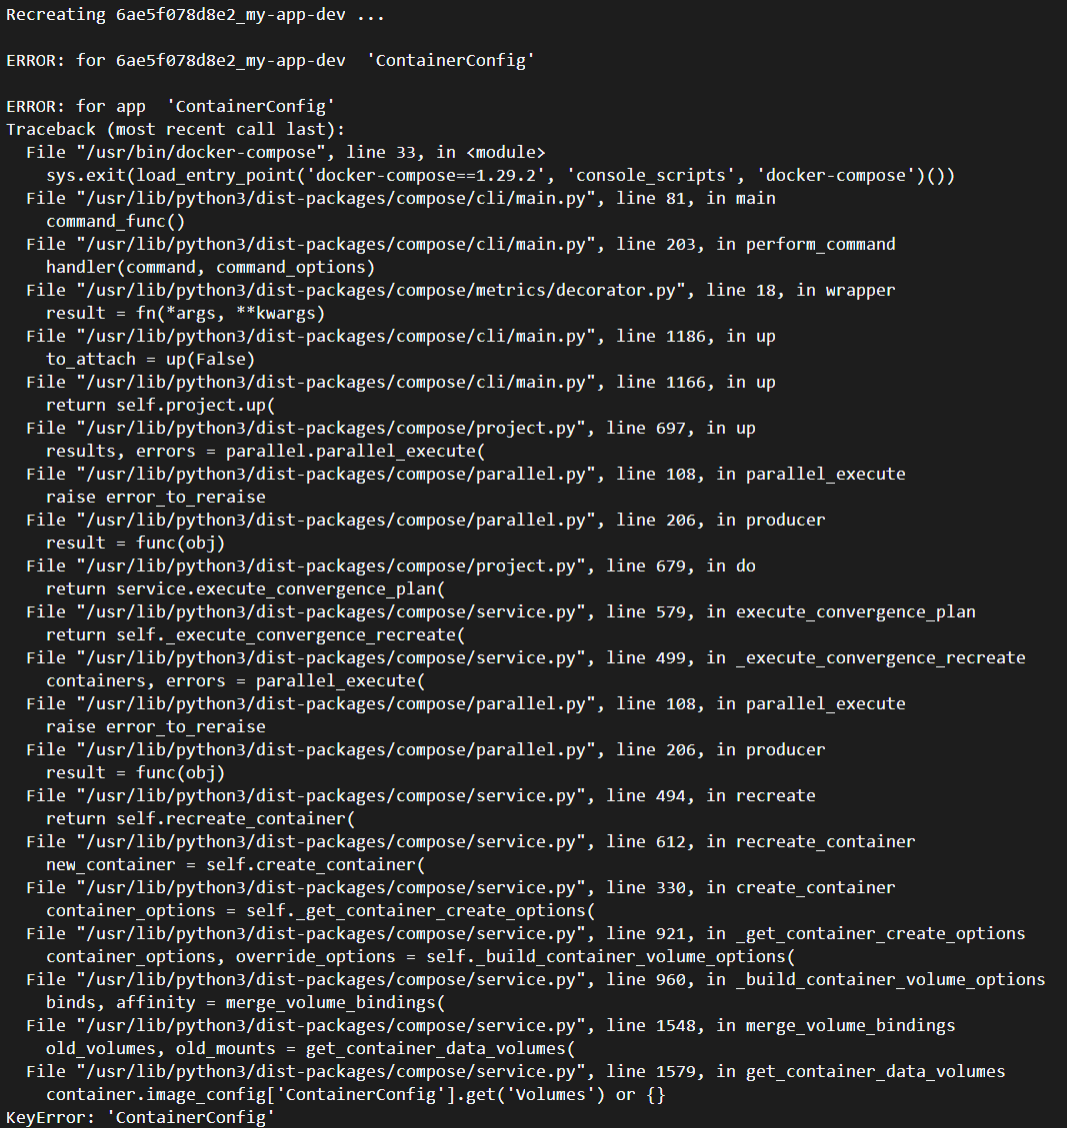 Recreating 6ae5f078d8e2_my-app-dev ...
ERROR: for 6ae5f078d8e2_my-app-dev  'ContainerConfig'
ERROR: for app  'ContainerConfig'
Traceback (most recent call last):
  File "/usr/bin/docker-compose", line 33, in <module>
    sys.exit(load_entry_point('docker-compose==1.29.2', 'console_scripts', 'docker-compose')())
  File "/usr/lib/python3/dist-packages/compose/cli/main.py", line 81, in main
    command_func()
  File "/usr/lib/python3/dist-packages/compose/cli/main.py", line 203, in perform_command
    handler(command, command_options)
  File "/usr/lib/python3/dist-packages/compose/metrics/decorator.py", line 18, in wrapper
    result = fn(*args, **kwargs)
  File "/usr/lib/python3/dist-packages/compose/cli/main.py", line 1186, in up
    to_attach = up(False)
  File "/usr/lib/python3/dist-packages/compose/cli/main.py", line 1166, in up
    return self.project.up(
  File "/usr/lib/python3/dist-packages/compose/project.py", line 697, in up
    results, errors = parallel.parallel_execute(
  File "/usr/lib/python3/dist-packages/compose/parallel.py", line 108, in parallel_execute
    raise error_to_reraise
  File "/usr/lib/python3/dist-packages/compose/parallel.py", line 206, in producer
    result = func(obj)
  File "/usr/lib/python3/dist-packages/compose/project.py", line 679, in do
    return service.execute_convergence_plan(
  File "/usr/lib/python3/dist-packages/compose/service.py", line 579, in execute_convergence_plan
    return self._execute_convergence_recreate(
  File "/usr/lib/python3/dist-packages/compose/service.py", line 499, in _execute_convergence_recreate
    containers, errors = parallel_execute(
  File "/usr/lib/python3/dist-packages/compose/parallel.py", line 108, in parallel_execute
    raise error_to_reraise
  File "/usr/lib/python3/dist-packages/compose/parallel.py", line 206, in producer
    result = func(obj)
  File "/usr/lib/python3/dist-packages/compose/service.py", line 494, in recreate
    return self.recreate_container(
  File "/usr/lib/python3/dist-packages/compose/service.py", line 612, in recreate_container
    new_container = self.create_container(
  File "/usr/lib/python3/dist-packages/compose/service.py", line 330, in create_container
    container_options = self._get_container_create_options(
  File "/usr/lib/python3/dist-packages/compose/service.py", line 921, in _get_container_create_options
    container_options, override_options = self._build_container_volume_options(
  File "/usr/lib/python3/dist-packages/compose/service.py", line 960, in _build_container_volume_options
    binds, affinity = merge_volume_bindings(
  File "/usr/lib/python3/dist-packages/compose/service.py", line 1548, in merge_volume_bindings
    old_volumes, old_mounts = get_container_data_volumes(
  File "/usr/lib/python3/dist-packages/compose/service.py", line 1579, in get_container_data_volumes
    container.image_config['ContainerConfig'].get('Volumes') or {}
KeyError: 'ContainerConfig'